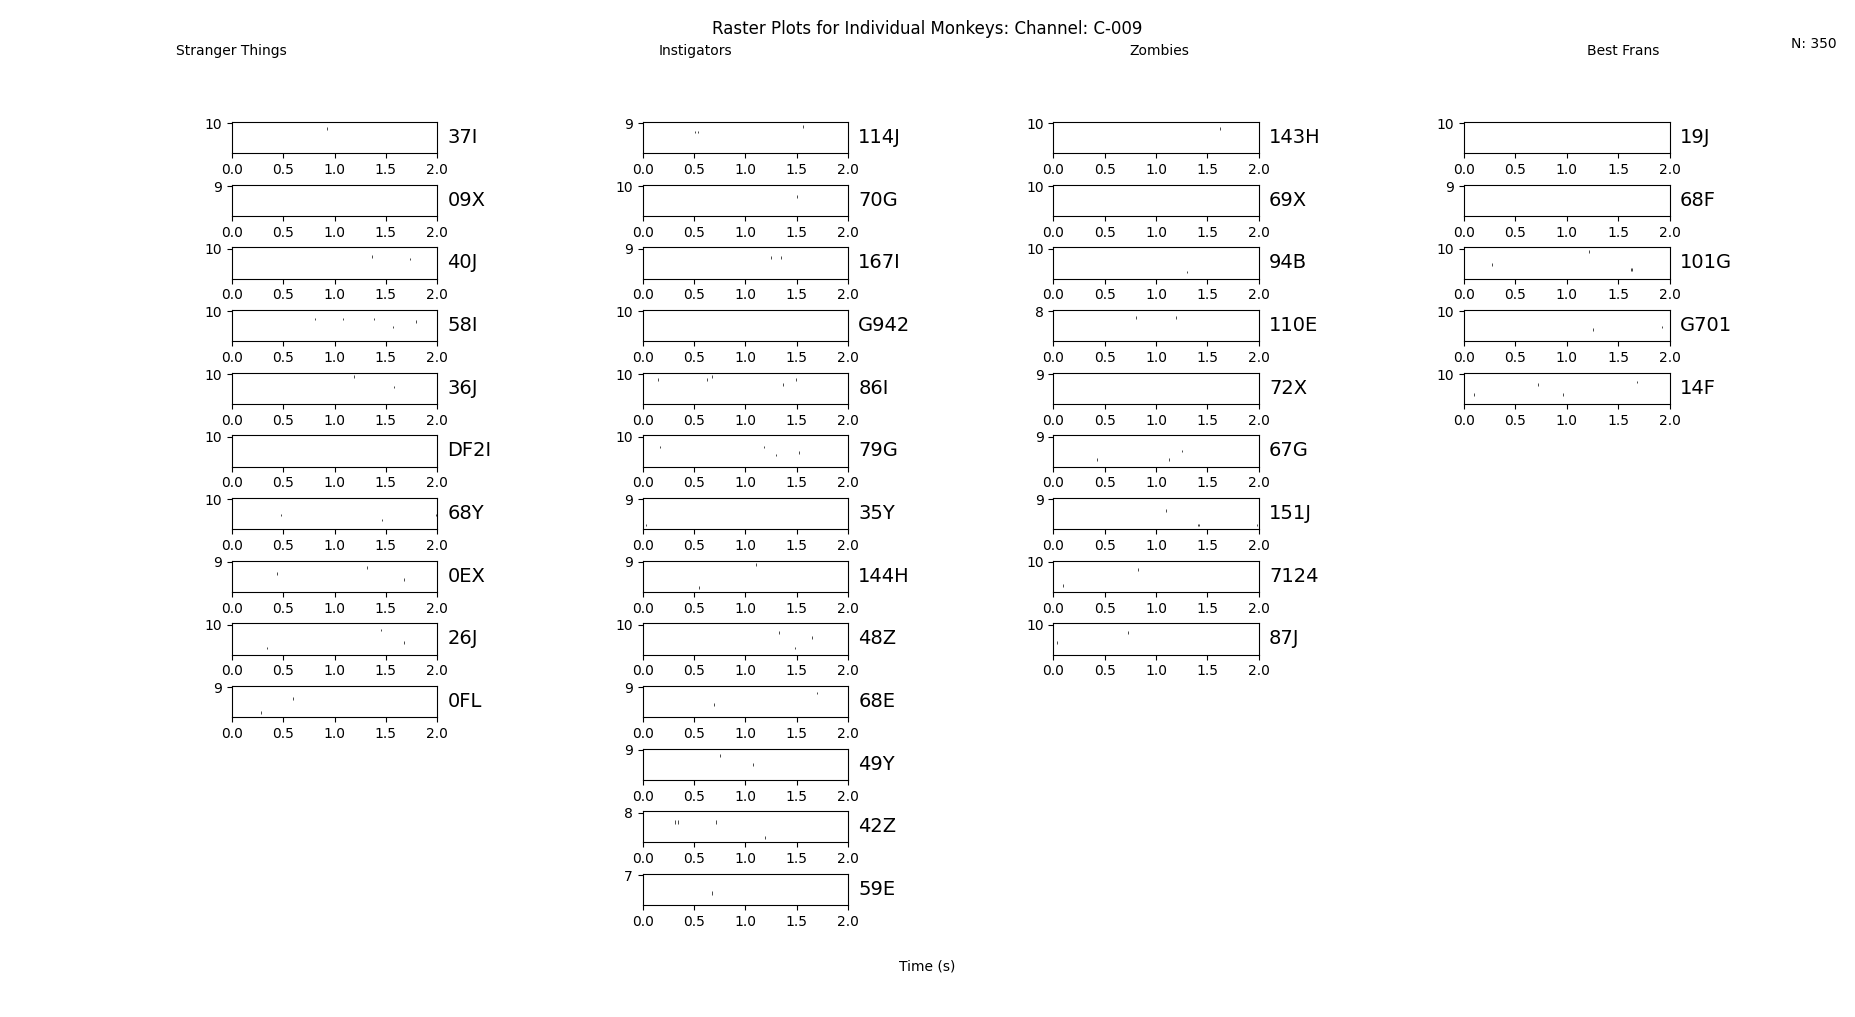 Raster Plots for Individual Monkeys: Channel: C-009
N: 350
Stranger Things Instigators Zombies Best Frans
10 37I 9 114J 10 143H 10 19J
0.0 0.5 1.0 1.5 2.0 0.0 0.5 1.0 1.5 2.0 0.0 0.5 1.0 1.5 2.0 0.0 0.5 1.0 1.5 2.0
9 09X 10 70G 10 69X 9 68F
0.0 0.5 1.0 1.5 2.0 0.0 0.5 1.0 1.5 2.0 0.0 0.5 1.0 1.5 2.0 0.0 0.5 1.0 1.5 2.0
10 40J 9 167I 10 94B 10 101G
0.0 0.5 1.0 1.5 2.0 0.0 0.5 1.0 1.5 2.0 0.0 0.5 1.0 1.5 2.0 0.0 0.5 1.0 1.5 2.0
10 58I 10 G942 8 110E 10 G701
0.0 0.5 1.0 1.5 2.0 0.0 0.5 1.0 1.5 2.0 0.0 0.5 1.0 1.5 2.0 0.0 0.5 1.0 1.5 2.0
10 36J 10 86I 9 72X 10 14F
0.0 0.5 1.0 1.5 2.0 0.0 0.5 1.0 1.5 2.0 0.0 0.5 1.0 1.5 2.0 0.0 0.5 1.0 1.5 2.0
10 DF2I 10 79G 9 67G
0.0 0.5 1.0 1.5 2.0 0.0 0.5 1.0 1.5 2.0 0.0 0.5 1.0 1.5 2.0
10 68Y 9 35Y 9 151J
0.0 0.5 1.0 1.5 2.0 0.0 0.5 1.0 1.5 2.0 0.0 0.5 1.0 1.5 2.0
9 0EX 9 144H 10 7124
0.0 0.5 1.0 1.5 2.0 0.0 0.5 1.0 1.5 2.0 0.0 0.5 1.0 1.5 2.0
10 26J 10 48Z 10 87J
0.0 0.5 1.0 1.5 2.0 0.0 0.5 1.0 1.5 2.0 0.0 0.5 1.0 1.5 2.0
9 0FL 9 68E
0.0 0.5 1.0 1.5 2.0 0.0 0.5 1.0 1.5 2.0
9 49Y
0.0 0.5 1.0 1.5 2.0
8 42Z
0.0 0.5 1.0 1.5 2.0
7 59E
0.0 0.5 1.0 1.5 2.0
Time (s)